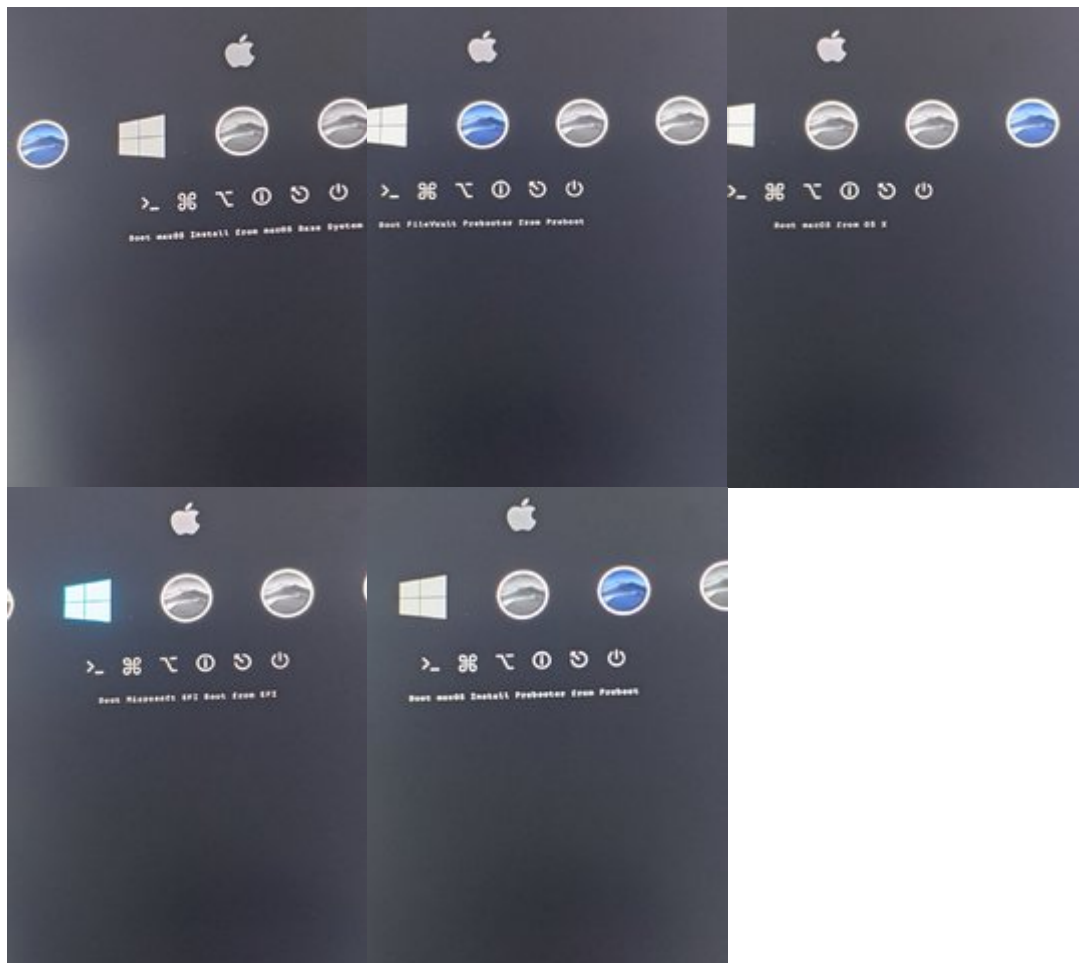 Boot macOS Install from macOS Base System
Boot FileVault Prebooter from Preboot
Boot macOS from OS X
Boot Microsoft EFI Boot from EFI
Boot macOS Install Prebooter from Preboot